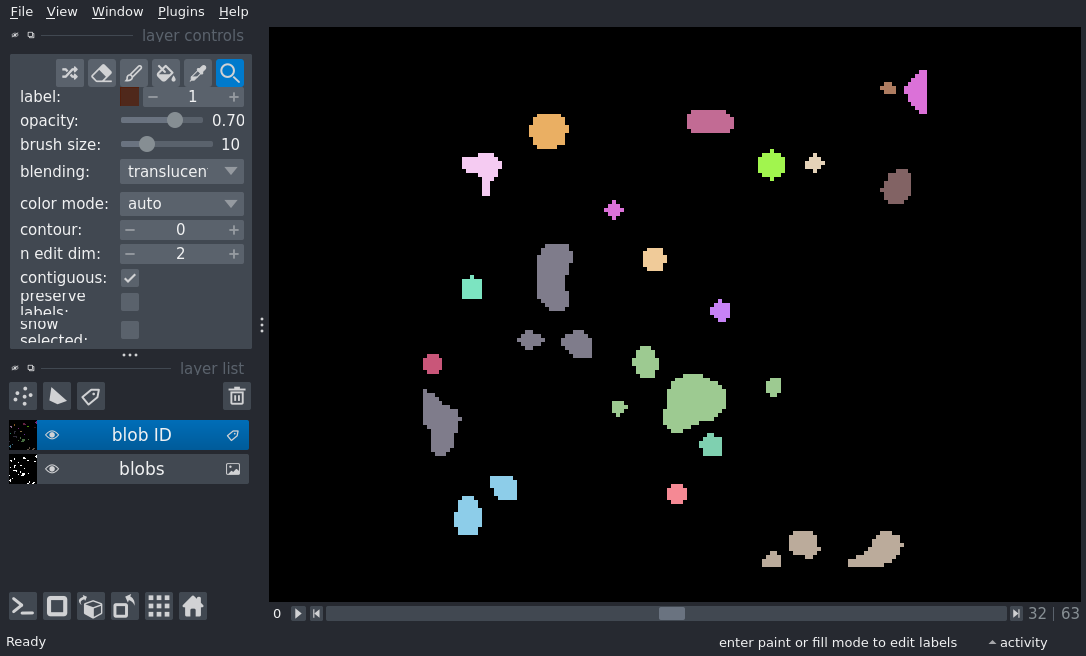 File View Window Plugins Help
layer controls
label: 1
opacity: 0.70
brush size: 10
blending: translucen
color mode: auto
contour: 0
n edit dim: 2
contiguous:
preserve
labels:
show
selected:
layer list
blob ID
blobs
0 32 | 63
Ready enter paint or fill mode to edit labels activity